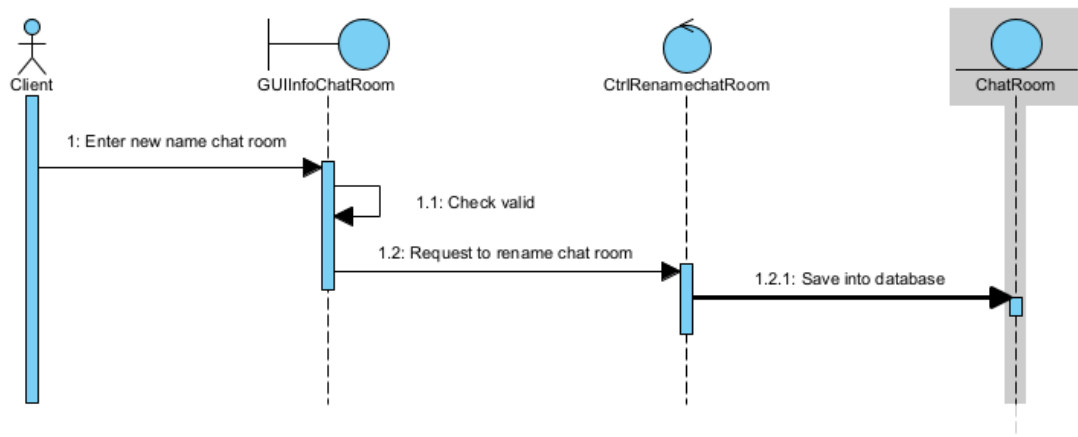 Client
GUIInfoChatRoom
CtrlRenamechatRoom
ChatRoom
1: Enter new name chat room
1.1: Check valid
1.2: Request to rename chat room
1.2.1: Save into database